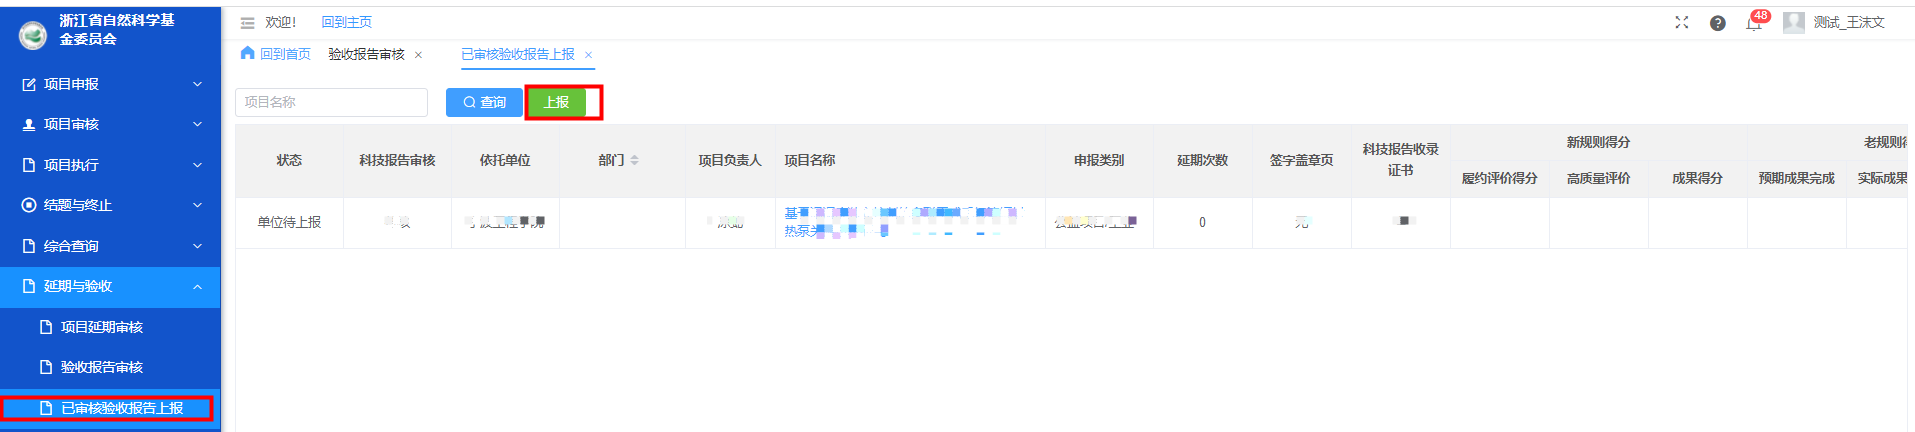 浙江省自然科学基
金委员会
欢迎! 回到主页
48 测试_王沫文
回到首页 验收报告审核 × 已审核验收报告上报 ×
项目名称 查询 上报
项目申报
项目审核
项目执行
结题与终止
综合查询
延期与验收
项目延期审核
验收报告审核
已审核验收报告上报
状态 科技报告审核 依托单位 部门 项目负责人 项目名称 申报类别 延期次数 签字盖章页 科技报告收录
证书 新规则得分 老规则
履约评价得分 高质量评价 成果得分 预期成果完成 实际成果
单位待上报 基
热泵 0